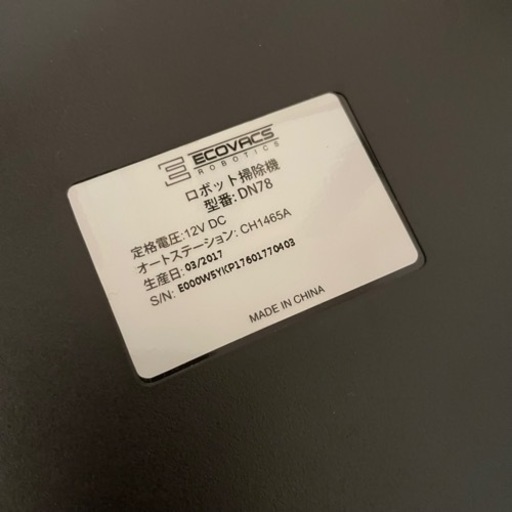 ECOVACS
ROBOTICS
ロボット掃除機
型番: DN78
定格電圧:12V DC
オートステーション: CH1465A
生産日: 03/2017
S/N: E000W5YKP17601770403
MADE IN CHINA